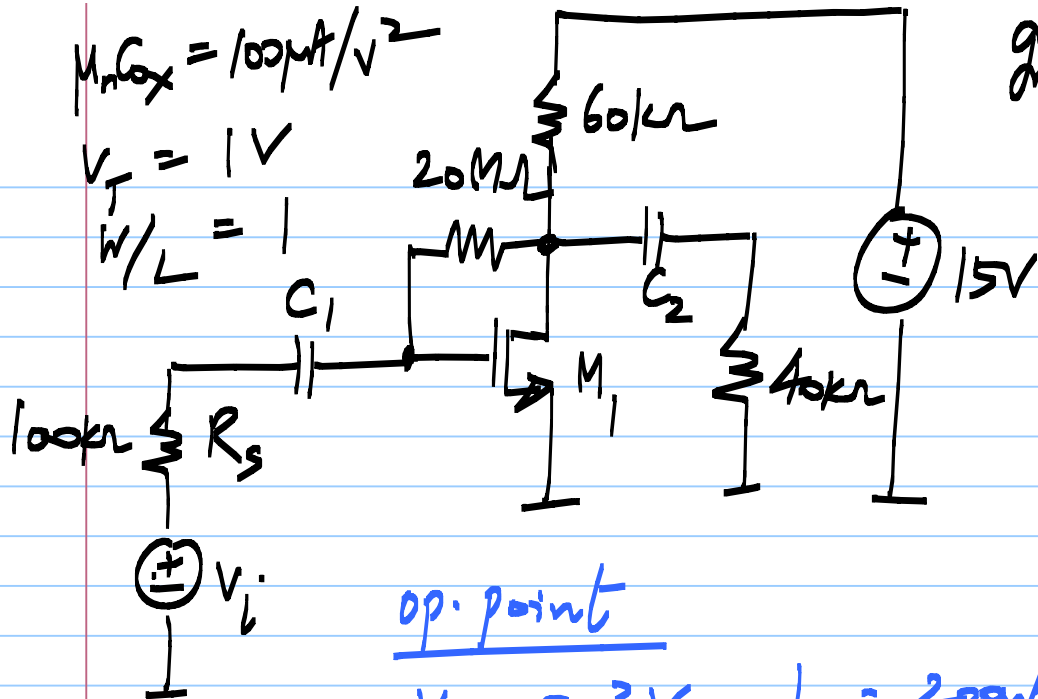 μnCox = 100μA/V²
VT = 1V
W/L = 1
60kΩ
20MΩ
C1
C2
15V
M1
40kΩ
100kΩ
Rs
Vi
op. point